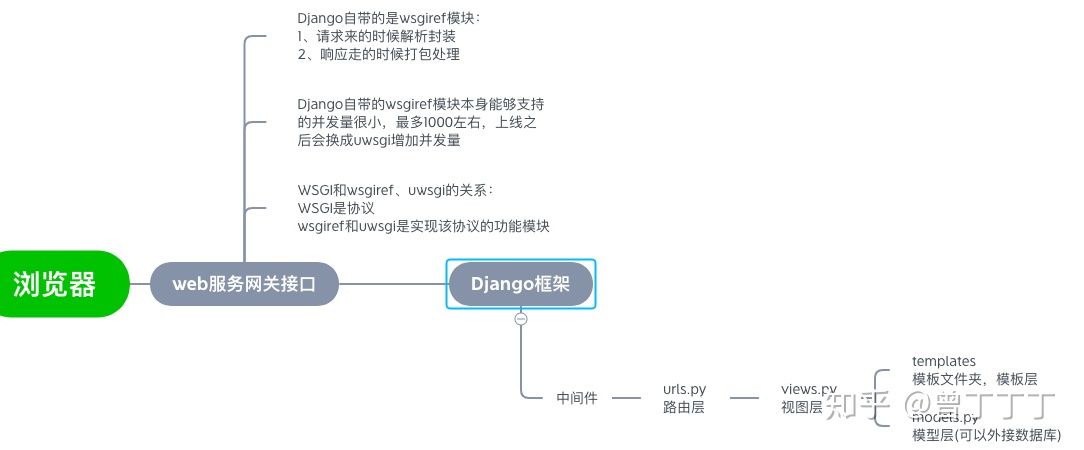 Django自带的是wsgiref模块：
1、请求来的时候解析封装
2、响应走的时候打包处理
Django自带的wsgiref模块本身能够支持
的并发量很小，最多1000左右，上线之
后会换成uwsgi增加并发量
WSGI和wsgiref、uwsgi的关系：
WSGI是协议
wsgiref和uwsgi是实现该协议的功能模块
浏览器
web服务网关接口
Django框架
中间件
urls.py
路由层
views.py
视图层
templates
模板文件夹，模板层
models.py
模型层(可以外接数据库)
知乎 @曾丁丁丁